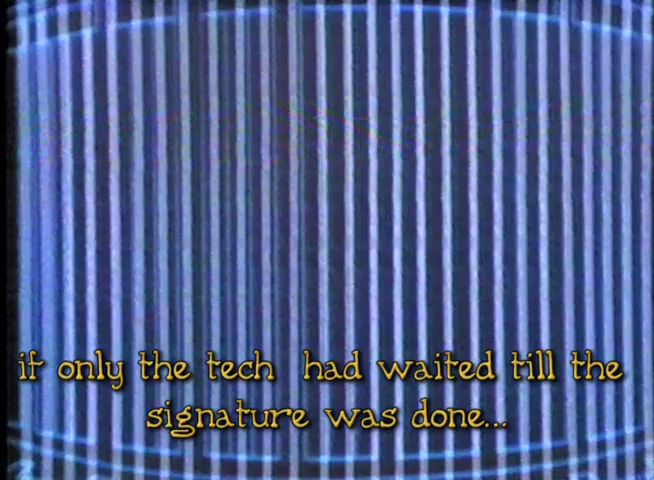 if only the tech had waited till the
signature was done...